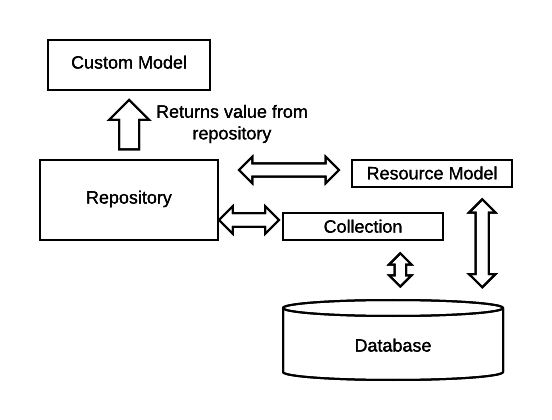 Custom Model
Returns value from
repository
Resource Model
Repository
Collection
Database